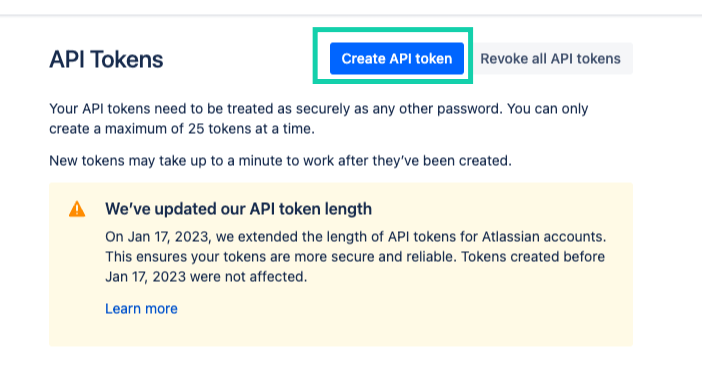 API Tokens
Create API token
Revoke all API tokens
Your API tokens need to be treated as securely as any other password. You can only
create a maximum of 25 tokens at a time.
New tokens may take up to a minute to work after they’ve been created.
We’ve updated our API token length
On Jan 17, 2023, we extended the length of API tokens for Atlassian accounts.
This ensures your tokens are more secure and reliable. Tokens created before
Jan 17, 2023 were not affected.
Learn more